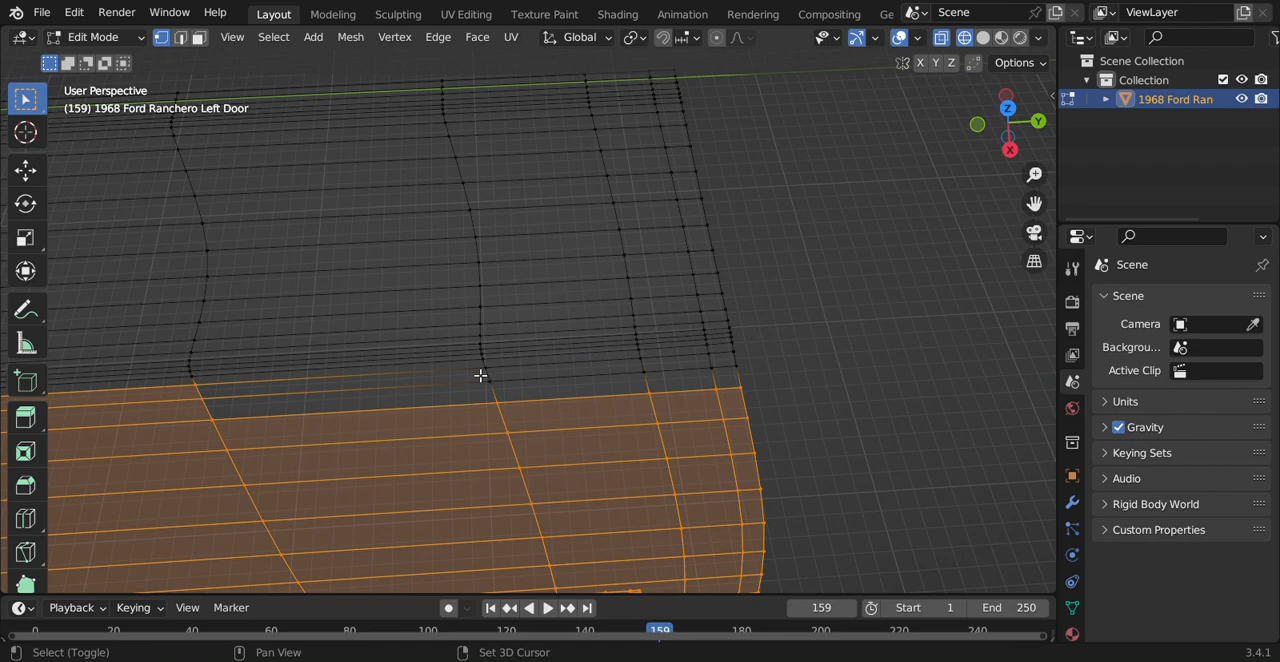 File Edit Render Window Help Layout Modeling Sculpting UV Editing Texture Paint Shading Animation Rendering Compositing Ge Scene ViewLayer
Edit Mode View Select Add Mesh Vertex Edge Face UV Global
X Y Z Options
User Perspective
(159) 1968 Ford Ranchero Left Door
Z
Y
X
Scene Collection
Collection
1968 Ford Ran
Scene
Scene
Camera
Backgrou...
Active Clip
Units
Gravity
Keying Sets
Audio
Rigid Body World
Custom Properties
Playback Keying View Marker 159 Start 1 End 250
0 20 40 60 80 100 120 140 159 180 200 220 240
Select (Toggle) Pan View Set 3D Cursor 3.4.1